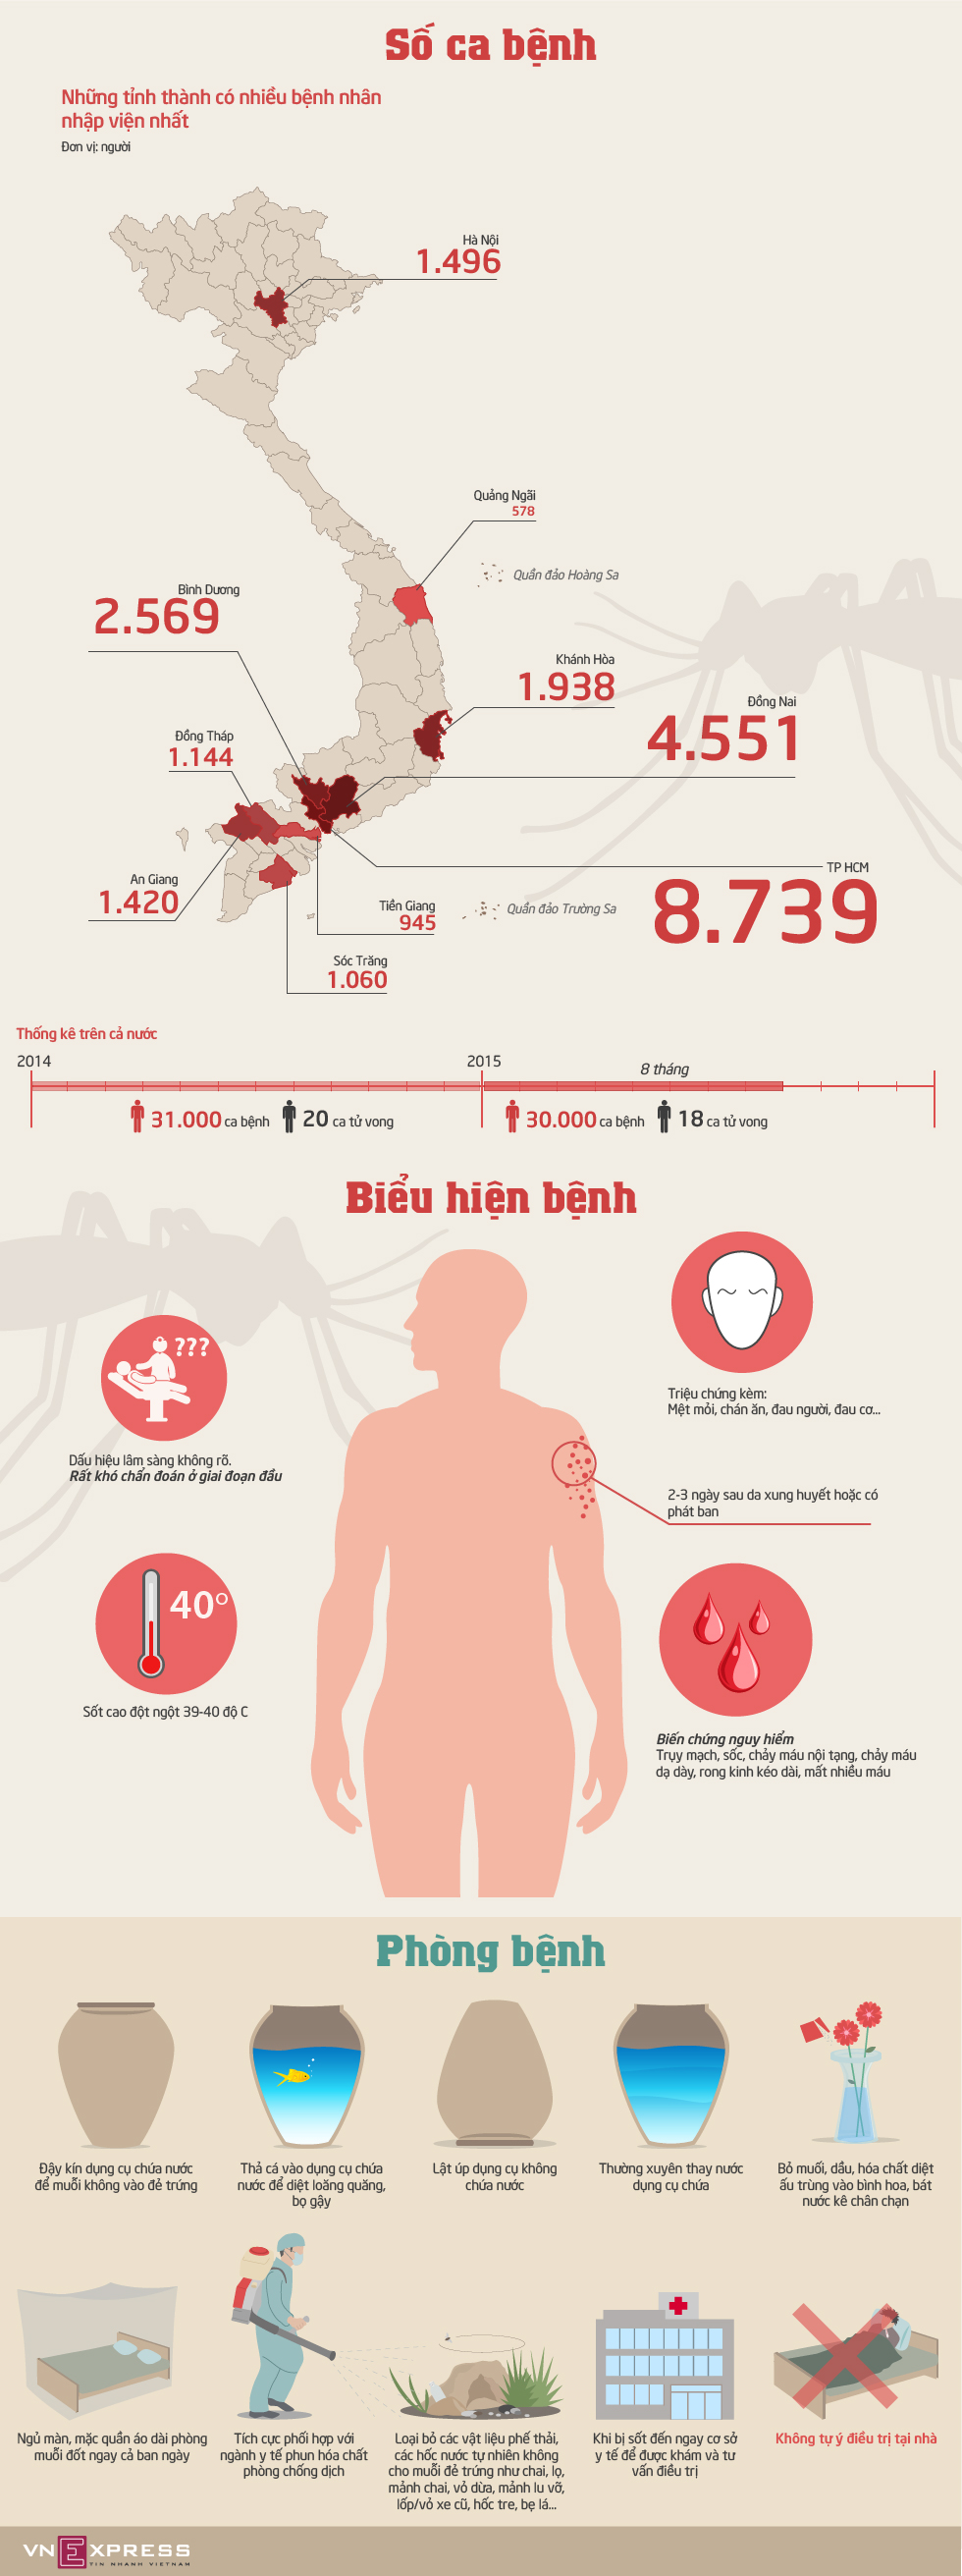 Số ca bệnh
Những tỉnh thành có nhiều bệnh nhân
nhập viện nhất
Đơn vị: người
Hà Nội
1.496
Quảng Ngãi
578
Quần đảo Hoàng Sa
Bình Dương
2.569
Khánh Hòa
1.938
Đồng Nai
4.551
Đồng Tháp
1.144
TP HCM
8.739
An Giang
1.420
Tiền Giang
945
Quần đảo Trường Sa
Sóc Trăng
1.060
Thống kê trên cả nước
2014
2015
8 tháng
31.000 ca bệnh 20 ca tử vong
30.000 ca bệnh 18 ca tử vong
Biểu hiện bệnh
???
Dấu hiệu lâm sàng không rõ.
Rất khó chẩn đoán ở giai đoạn đầu
Triệu chứng kèm:
Mệt mỏi, chán ăn, đau người, đau cơ...
2-3 ngày sau da xung huyết hoặc có
phát ban
40°
Sốt cao đột ngột 39-40 độ C
Biến chứng nguy hiểm
Trụy mạch, sốc, chảy máu nội tạng, chảy máu
dạ dày, rong kinh kéo dài, mất nhiều máu
Phòng bệnh
Đậy kín dụng cụ chứa nước
để muỗi không vào đẻ trứng
Thả cá vào dụng cụ chứa
nước để diệt loăng quăng,
bọ gậy
Lật úp dụng cụ không
chứa nước
Thường xuyên thay nước
dụng cụ chứa
Bỏ muối, dầu, hóa chất diệt
ấu trùng vào bình hoa, bát
nước kê chân chạn
Ngủ màn, mặc quần áo dài phòng
muỗi đốt ngay cả ban ngày
Tích cực phối hợp với
ngành y tế phun hóa chất
phòng chống dịch
Loại bỏ các vật liệu phế thải,
các hốc nước tự nhiên không
cho muỗi đẻ trứng như chai, lọ,
mảnh chai, vỏ dừa, mảnh lu vỡ,
lốp/vỏ xe cũ, hốc tre, bẹ lá...
Khi bị sốt đến ngay cơ sở
y tế để được khám và tư
vấn điều trị
Không tự ý điều trị tại nhà
VNEXPRESS
TIN NHANH VIETNAM